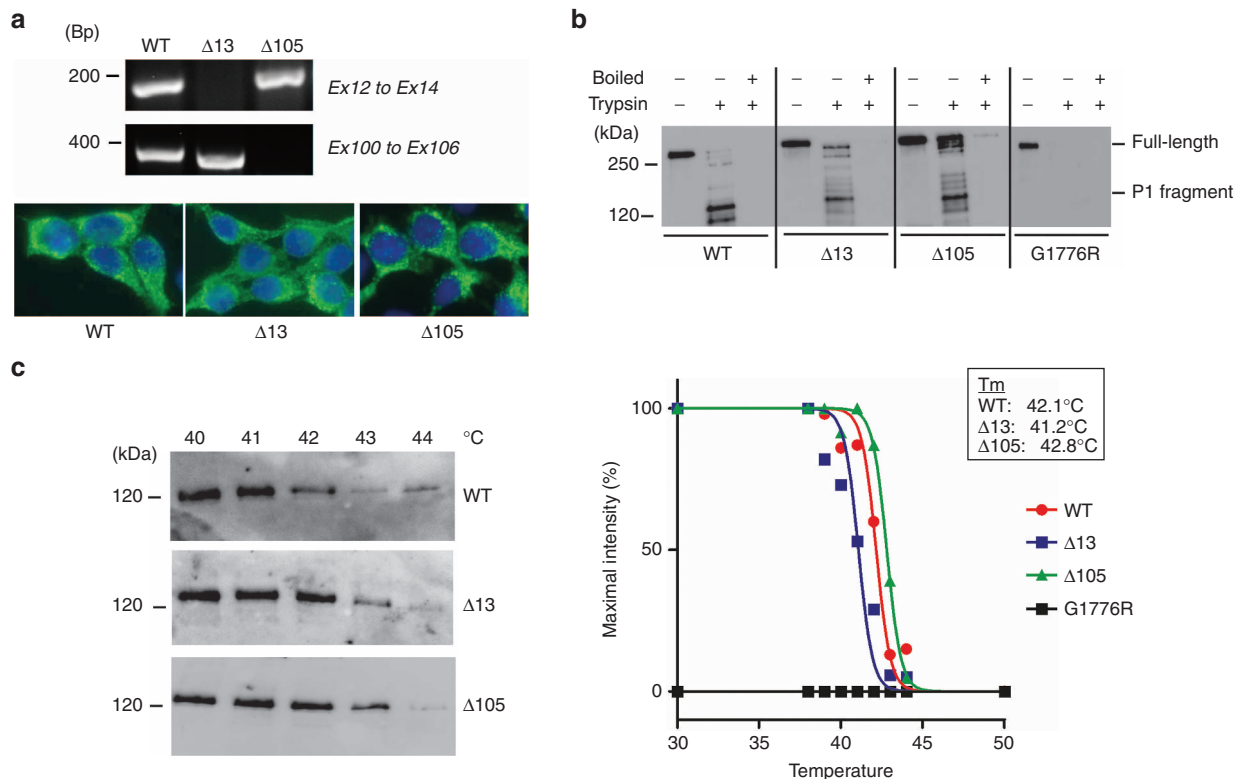 a
(Bp)
WT Δ13 Δ105
200
Ex12 to Ex14
400
Ex100 to Ex106
WT Δ13 Δ105
b
Boiled – – + – – + – – + – – +
Trypsin – + + – + + – + + – + +
(kDa)
250
120
Full-length
P1 fragment
WT Δ13 Δ105 G1776R
c
40 41 42 43 44 °C
(kDa)
120 WT
120 Δ13
120 Δ105
Maximal intensity (%)
100
50
0
30 35 40 45 50
Temperature
Tm
WT: 42.1°C
Δ13: 41.2°C
Δ105: 42.8°C
WT
Δ13
Δ105
G1776R